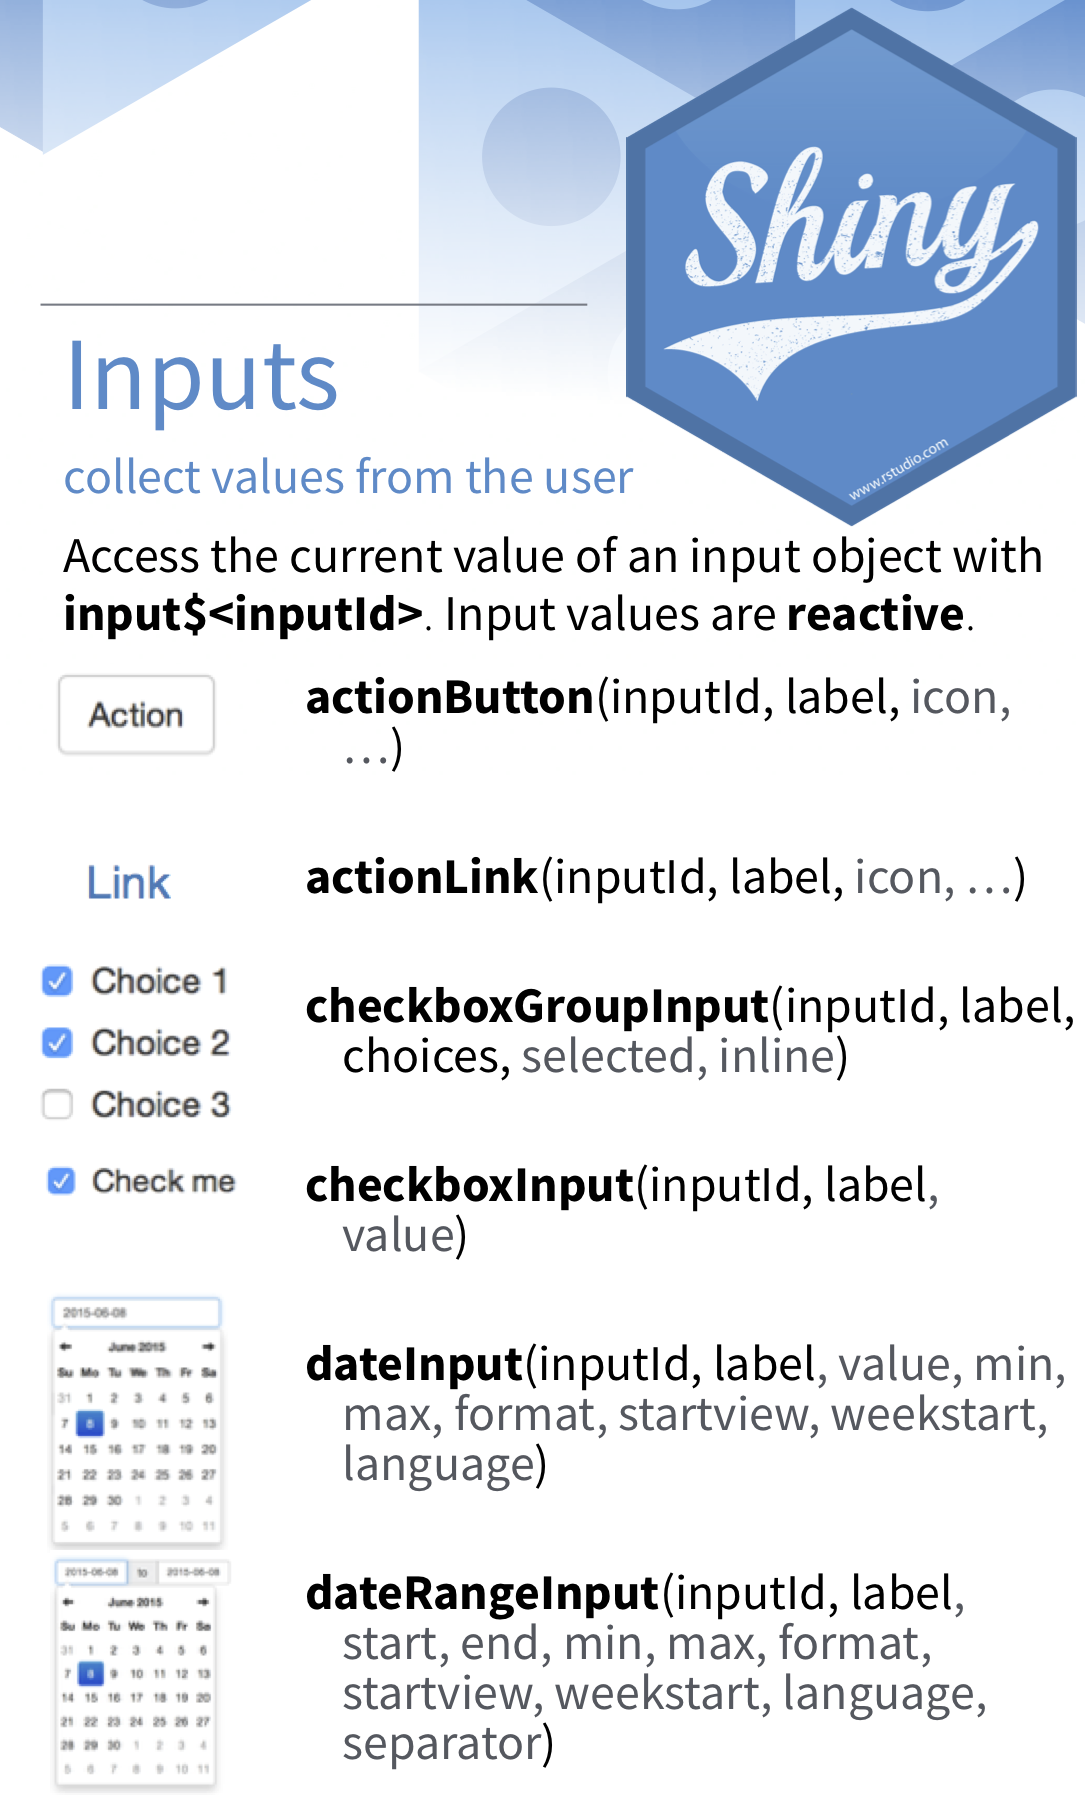 Shiny
www.rstudio.com
Inputs
collect values from the user
Access the current value of an input object with
input$<inputId>. Input values are reactive.
Action
actionButton(inputId, label, icon,
…)
Link
actionLink(inputId, label, icon, …)
Choice 1
Choice 2
Choice 3
checkboxGroupInput(inputId, label,
choices, selected, inline)
Check me
checkboxInput(inputId, label,
value)
2015-06-08
June 2015
Su Mo Tu We Th Fr Sa
31 1 2 3 4 5 6
7 8 9 10 11 12 13
14 15 16 17 18 19 20
21 22 23 24 25 26 27
28 29 30 1 2 3 4
5 6 7 8 9 10 11
dateInput(inputId, label, value, min,
max, format, startview, weekstart,
language)
2015-06-08 to 2015-06-08
June 2015
Su Mo Tu We Th Fr Sa
31 1 2 3 4 5 6
7 8 9 10 11 12 13
14 15 16 17 18 19 20
21 22 23 24 25 26 27
28 29 30 1 2 3 4
5 6 7 8 9 10 11
dateRangeInput(inputId, label,
start, end, min, max, format,
startview, weekstart, language,
separator)